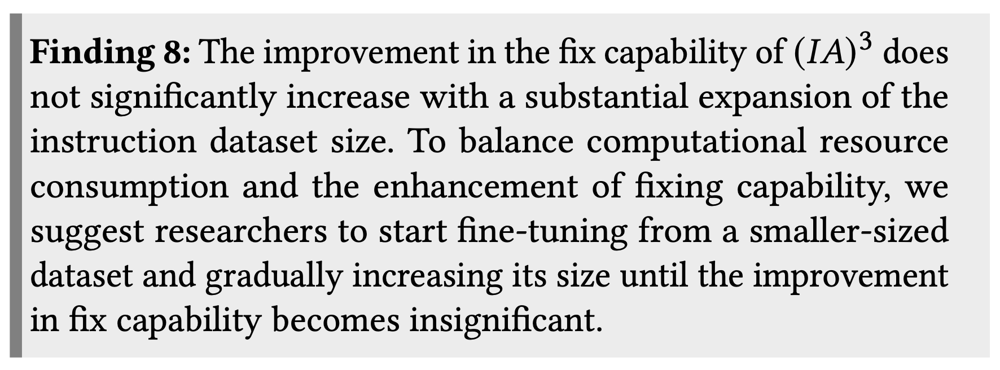 Finding 8: The improvement in the fix capability of (IA)³ does
not significantly increase with a substantial expansion of the
instruction dataset size. To balance computational resource
consumption and the enhancement of fixing capability, we
suggest researchers to start fine-tuning from a smaller-sized
dataset and gradually increasing its size until the improvement
in fix capability becomes insignificant.